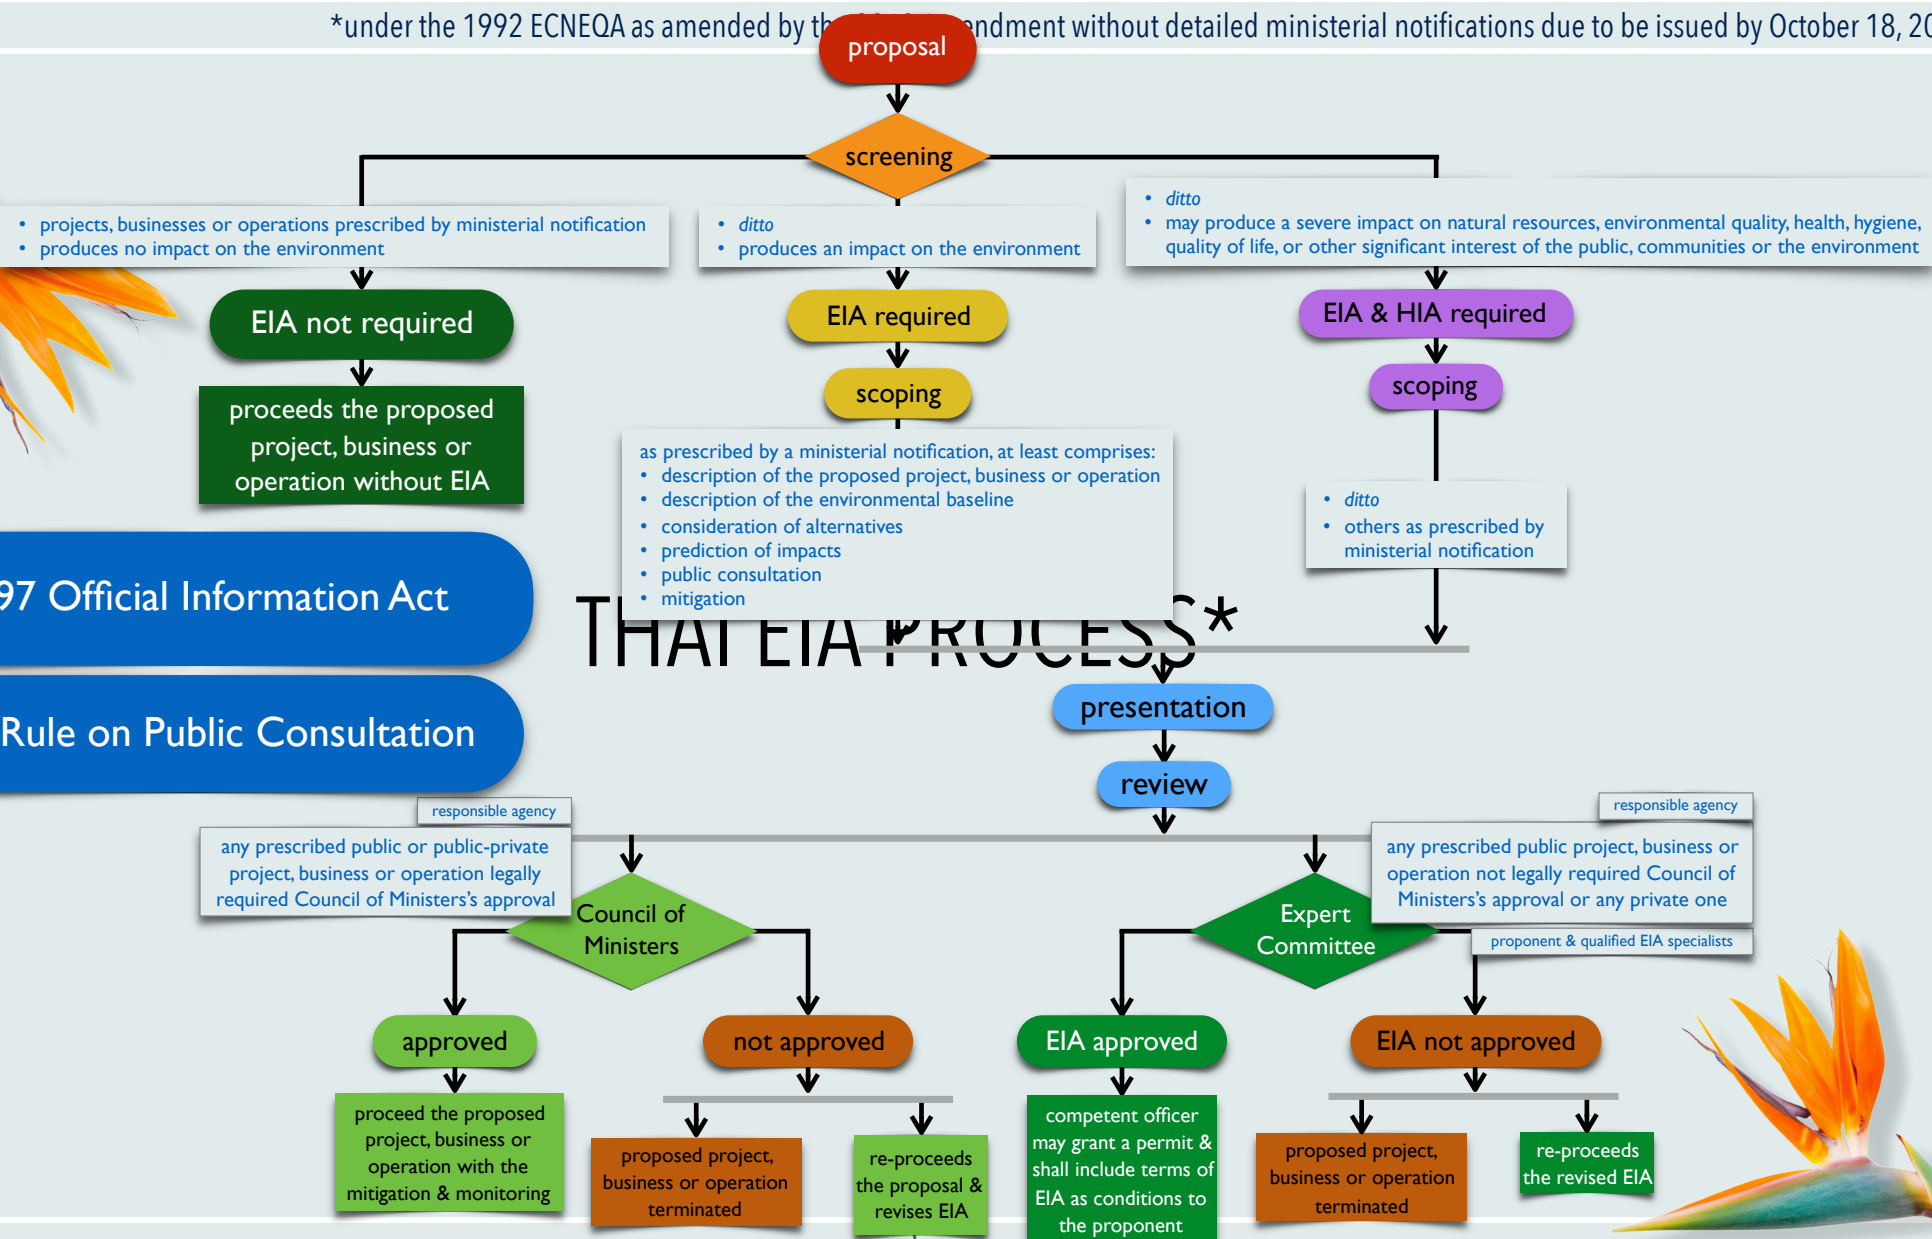 *under the 1992 ECNEQA as amended by endment without detailed ministerial notifications due to be issued by October 18, 20
proposal
screening
• projects, businesses or operations prescribed by ministerial notification
• produces no impact on the environment
• ditto
• produces an impact on the environment
• ditto
• may produce a severe impact on natural resources, environmental quality, health, hygiene,
quality of life, or other significant interest of the public, communities or the environment
EIA not required
EIA required
EIA & HIA required
proceeds the proposed
project, business or
operation without EIA
scoping
scoping
as prescribed by a ministerial notification, at least comprises:
• description of the proposed project, business or operation
• description of the environmental baseline
• consideration of alternatives
• prediction of impacts
• public consultation
• mitigation
• ditto
• others as prescribed by
ministerial notification
97 Official Information Act
THAI EIA PROCESS*
Rule on Public Consultation
presentation
review
responsible agency
any prescribed public or public-private
project, business or operation legally
required Council of Ministers's approval
responsible agency
any prescribed public project, business or
operation not legally required Council of
Ministers's approval or any private one
proponent & qualified EIA specialists
Council of
Ministers
Expert
Committee
approved
not approved
EIA approved
EIA not approved
proceed the proposed
project, business or
operation with the
mitigation & monitoring
proposed project,
business or operation
terminated
re-proceeds
the proposal &
revises EIA
competent officer
may grant a permit &
shall include terms of
EIA as conditions to
the proponent
proposed project,
business or operation
terminated
re-proceeds
the revised EIA